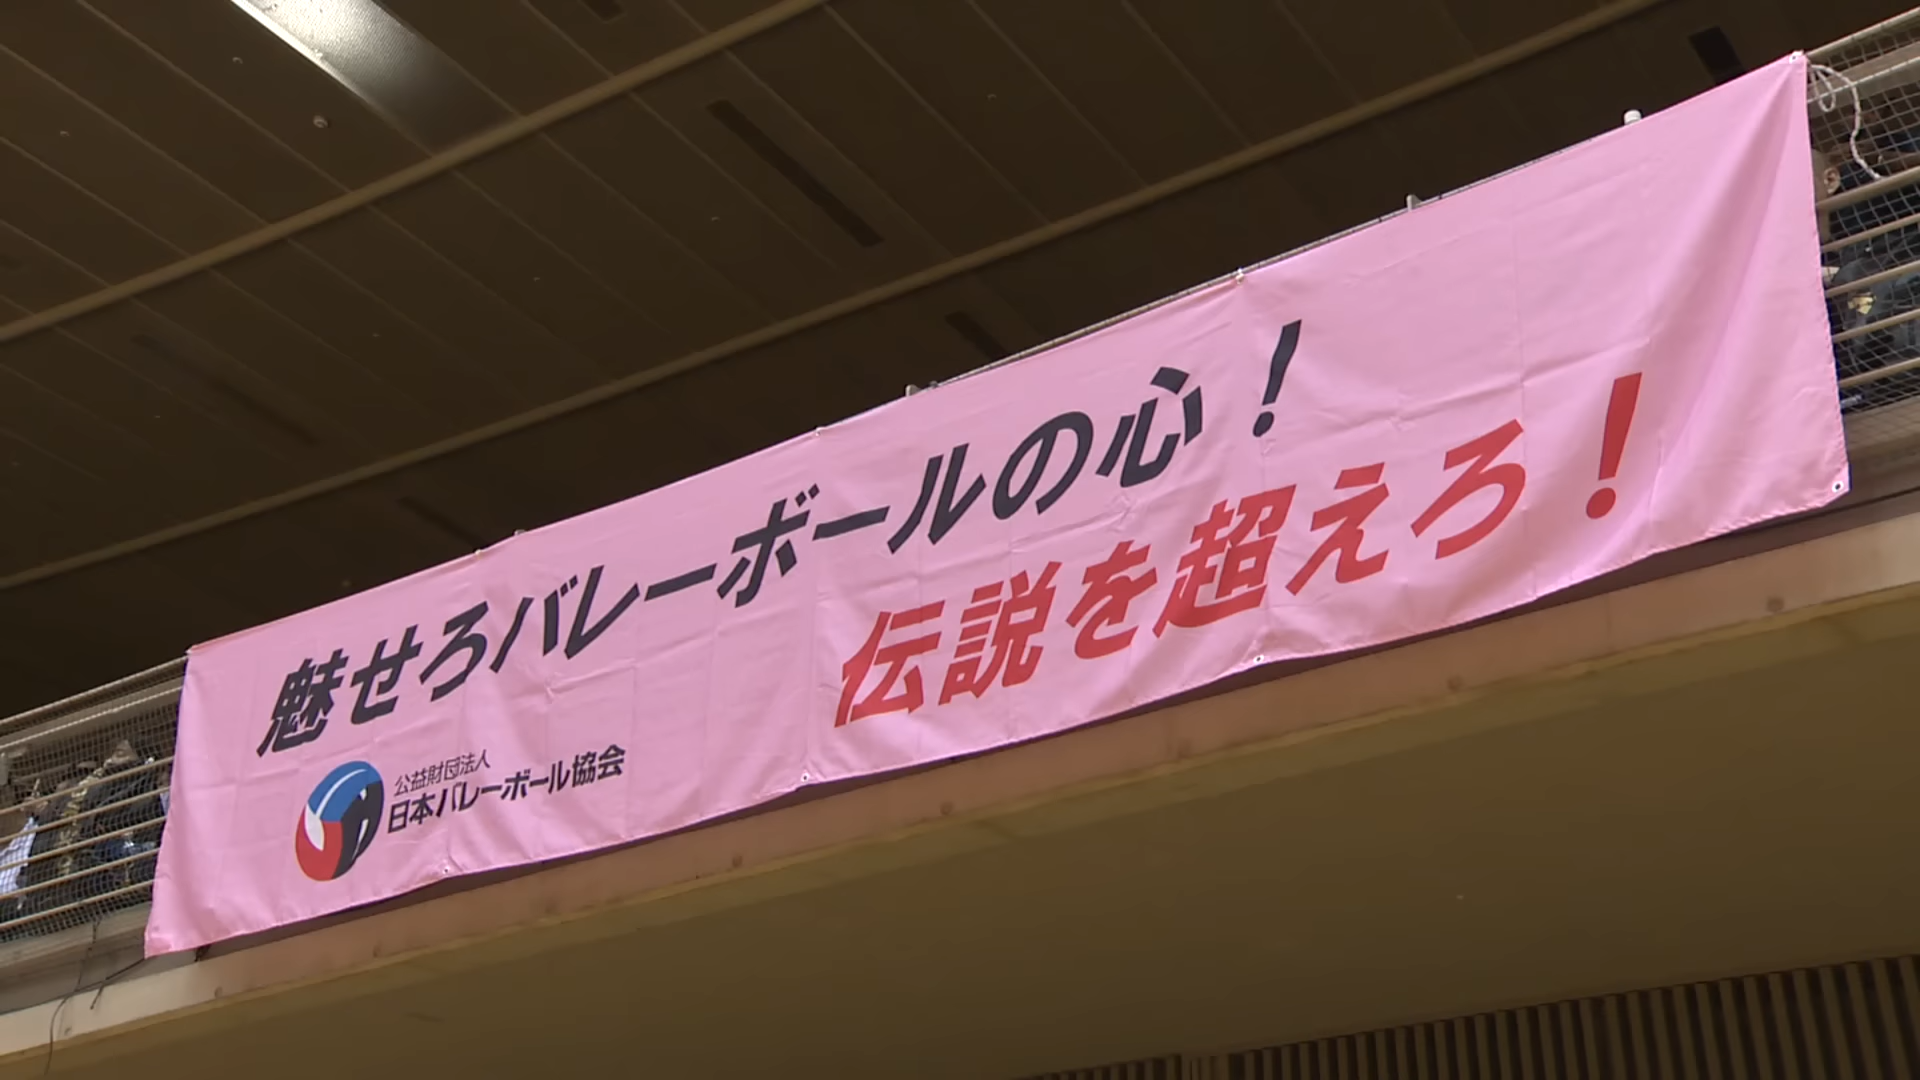 魅せろバレーボールの心！
伝説を超えろ！
公益財団法人
日本バレーボール協会